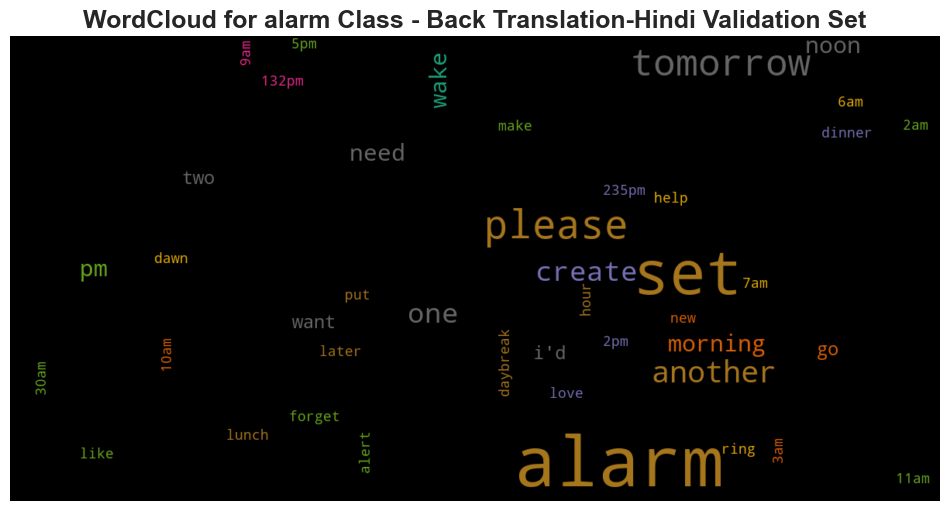 WordCloud for alarm Class - Back Translation-Hindi Validation Set
5pm
9am
noon
tomorrow
wake
132pm
6am
make
2am
dinner
need
two
235pm
help
please
dawn
pm
create
set
7am
put
hour
one
want
new
2pm
morning
i'd
go
later
10am
daybreak
another
30am
love
forget
lunch
alert
like
alarm
ring
3am
11am